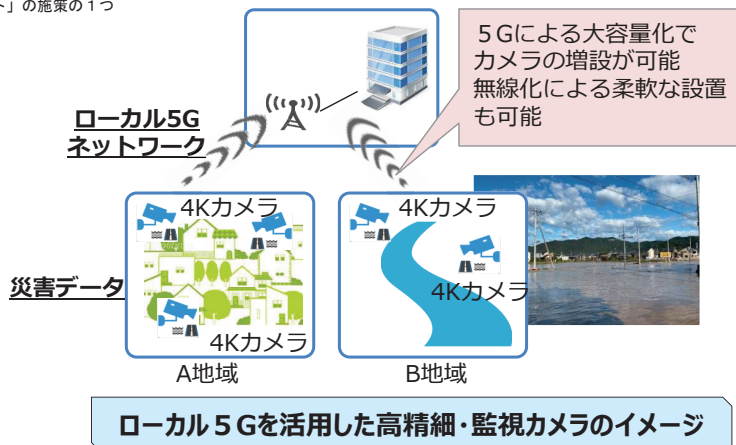 ト」の施策の１つ
５Gによる大容量化で
カメラの増設が可能
無線化による柔軟な設置
も可能
ローカル5G
ネットワーク
4Kカメラ
4Kカメラ
4Kカメラ
災害データ
4Kカメラ
A地域
B地域
ローカル５Gを活用した高精細・監視カメラのイメージ